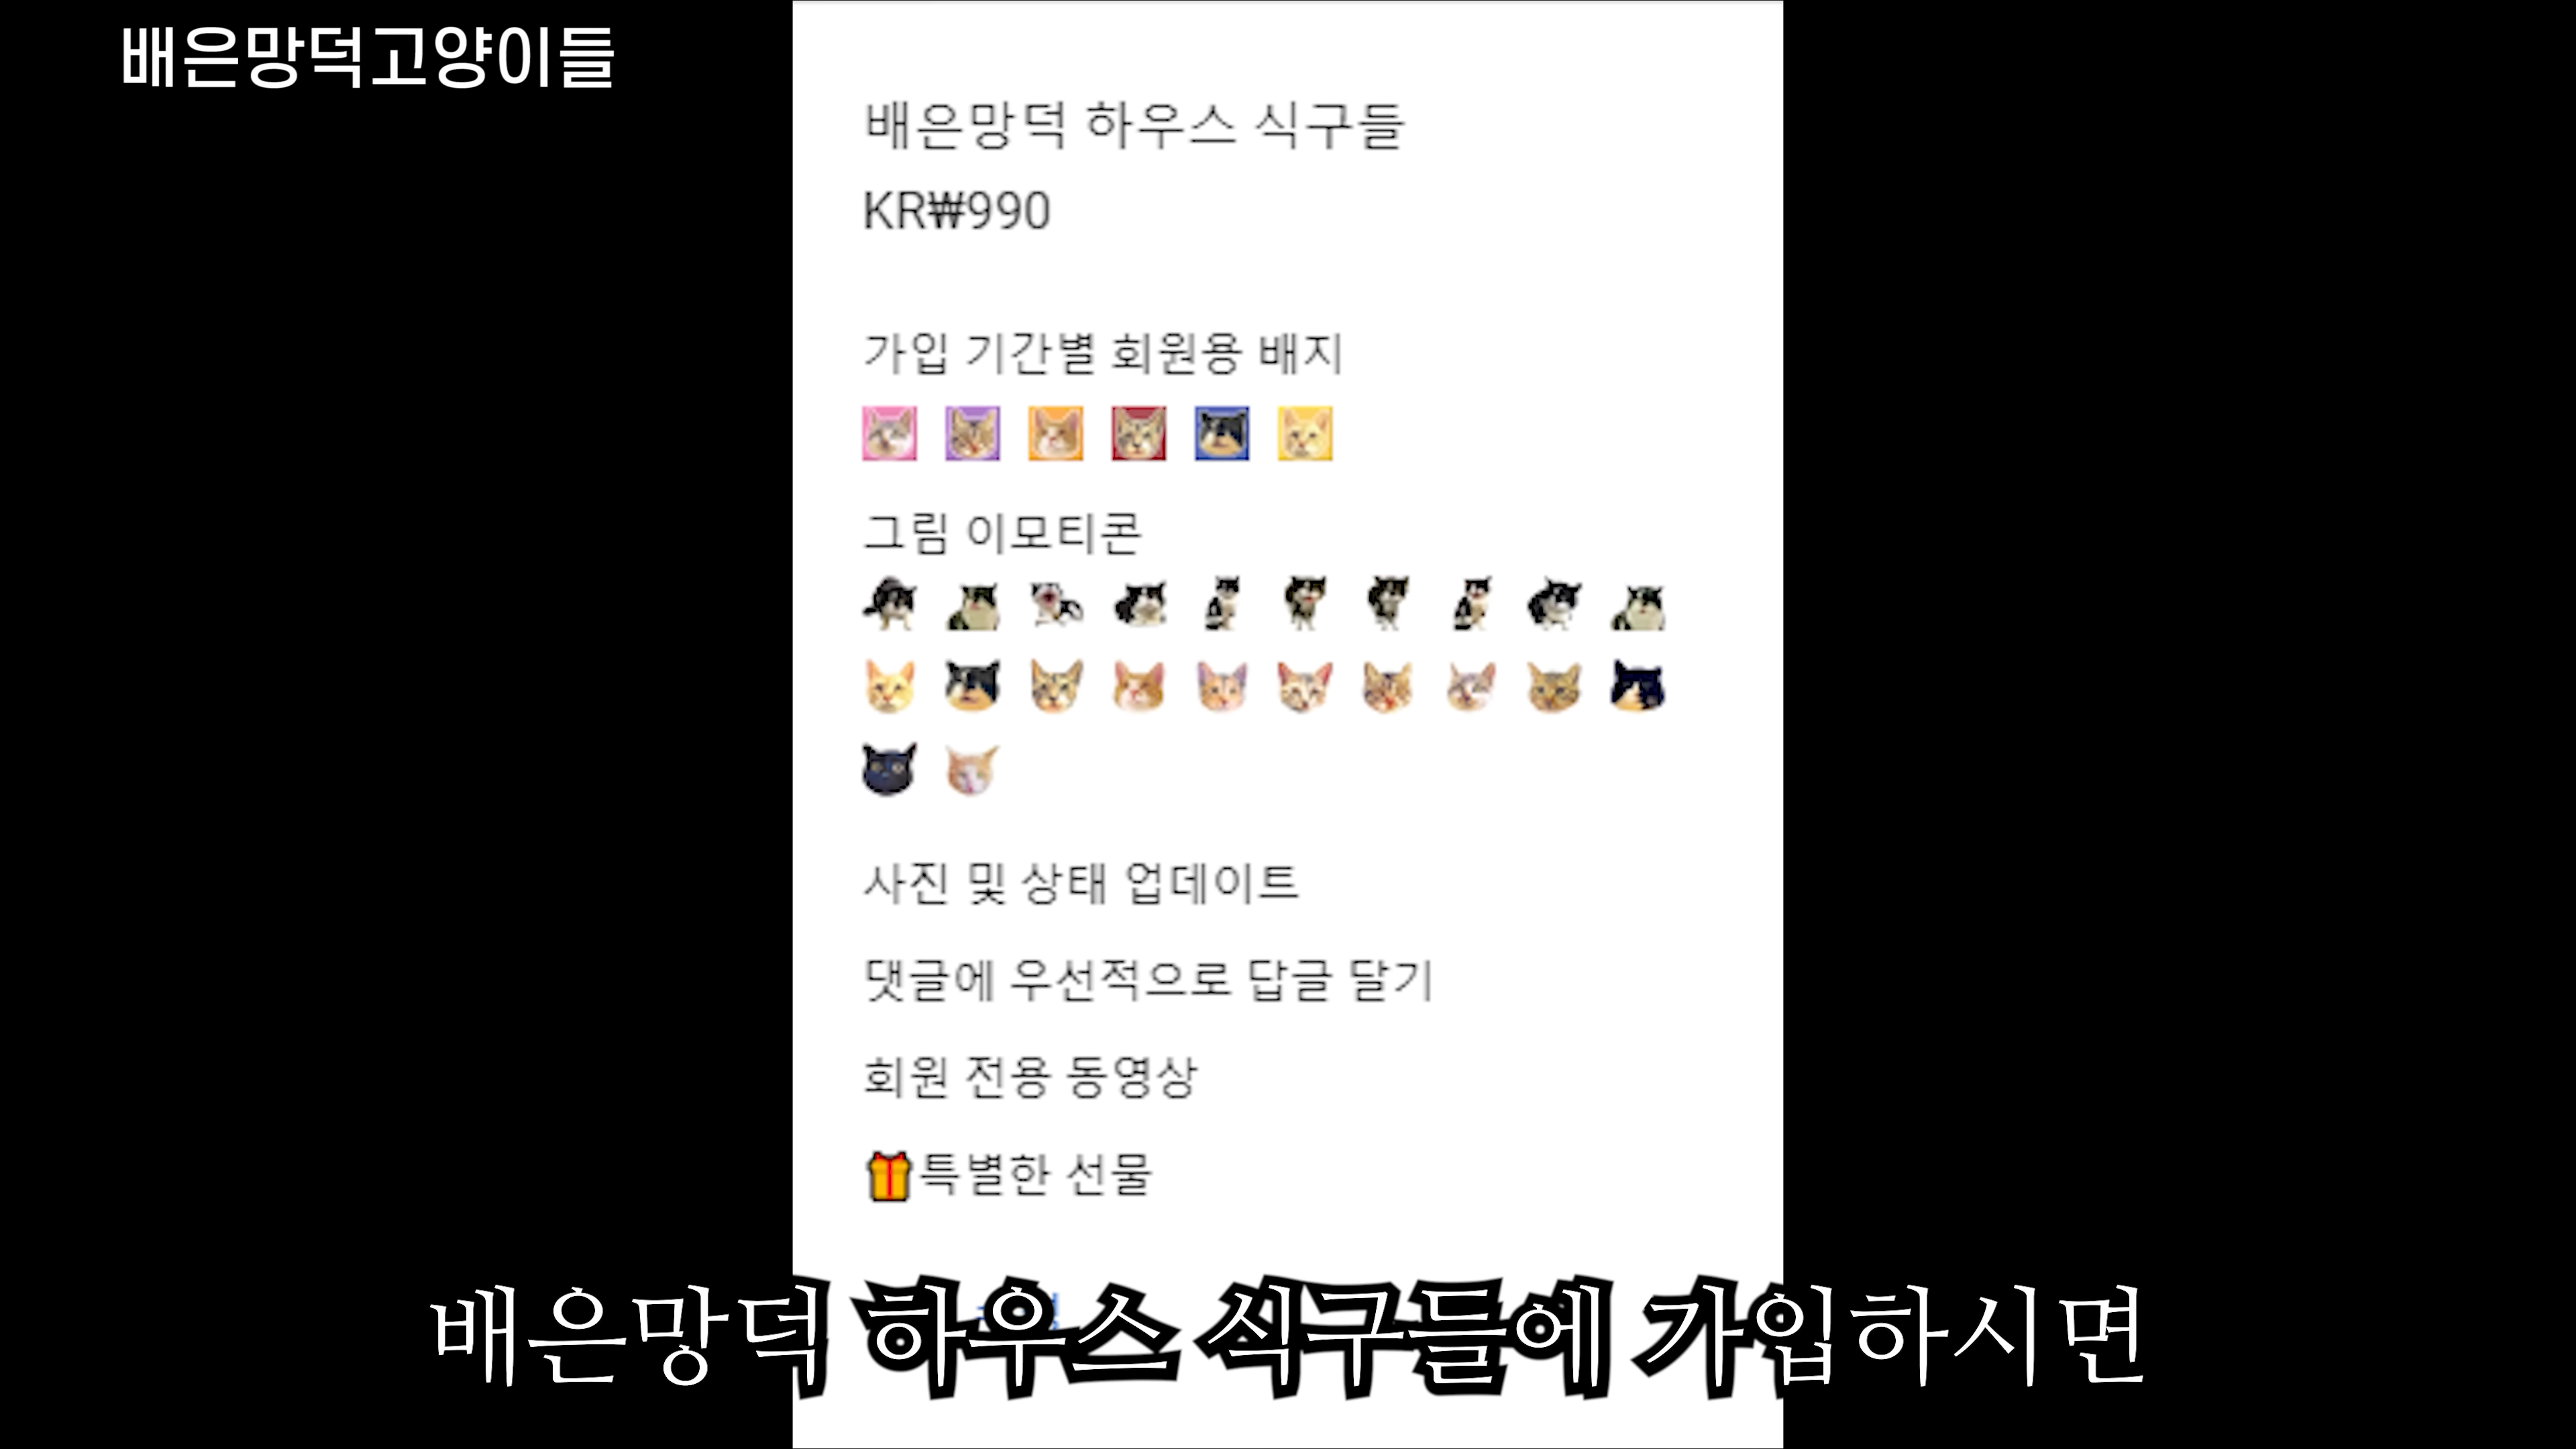 배은망덕고양이들
배은망덕 하우스 식구들
KR₩990
가입 기간별 회원용 배지
그림 이모티콘
사진 및 상태 업데이트
댓글에 우선적으로 답글 달기
회원 전용 동영상
특별한 선물
배은망덕 하우스 식구들에 가입하시면